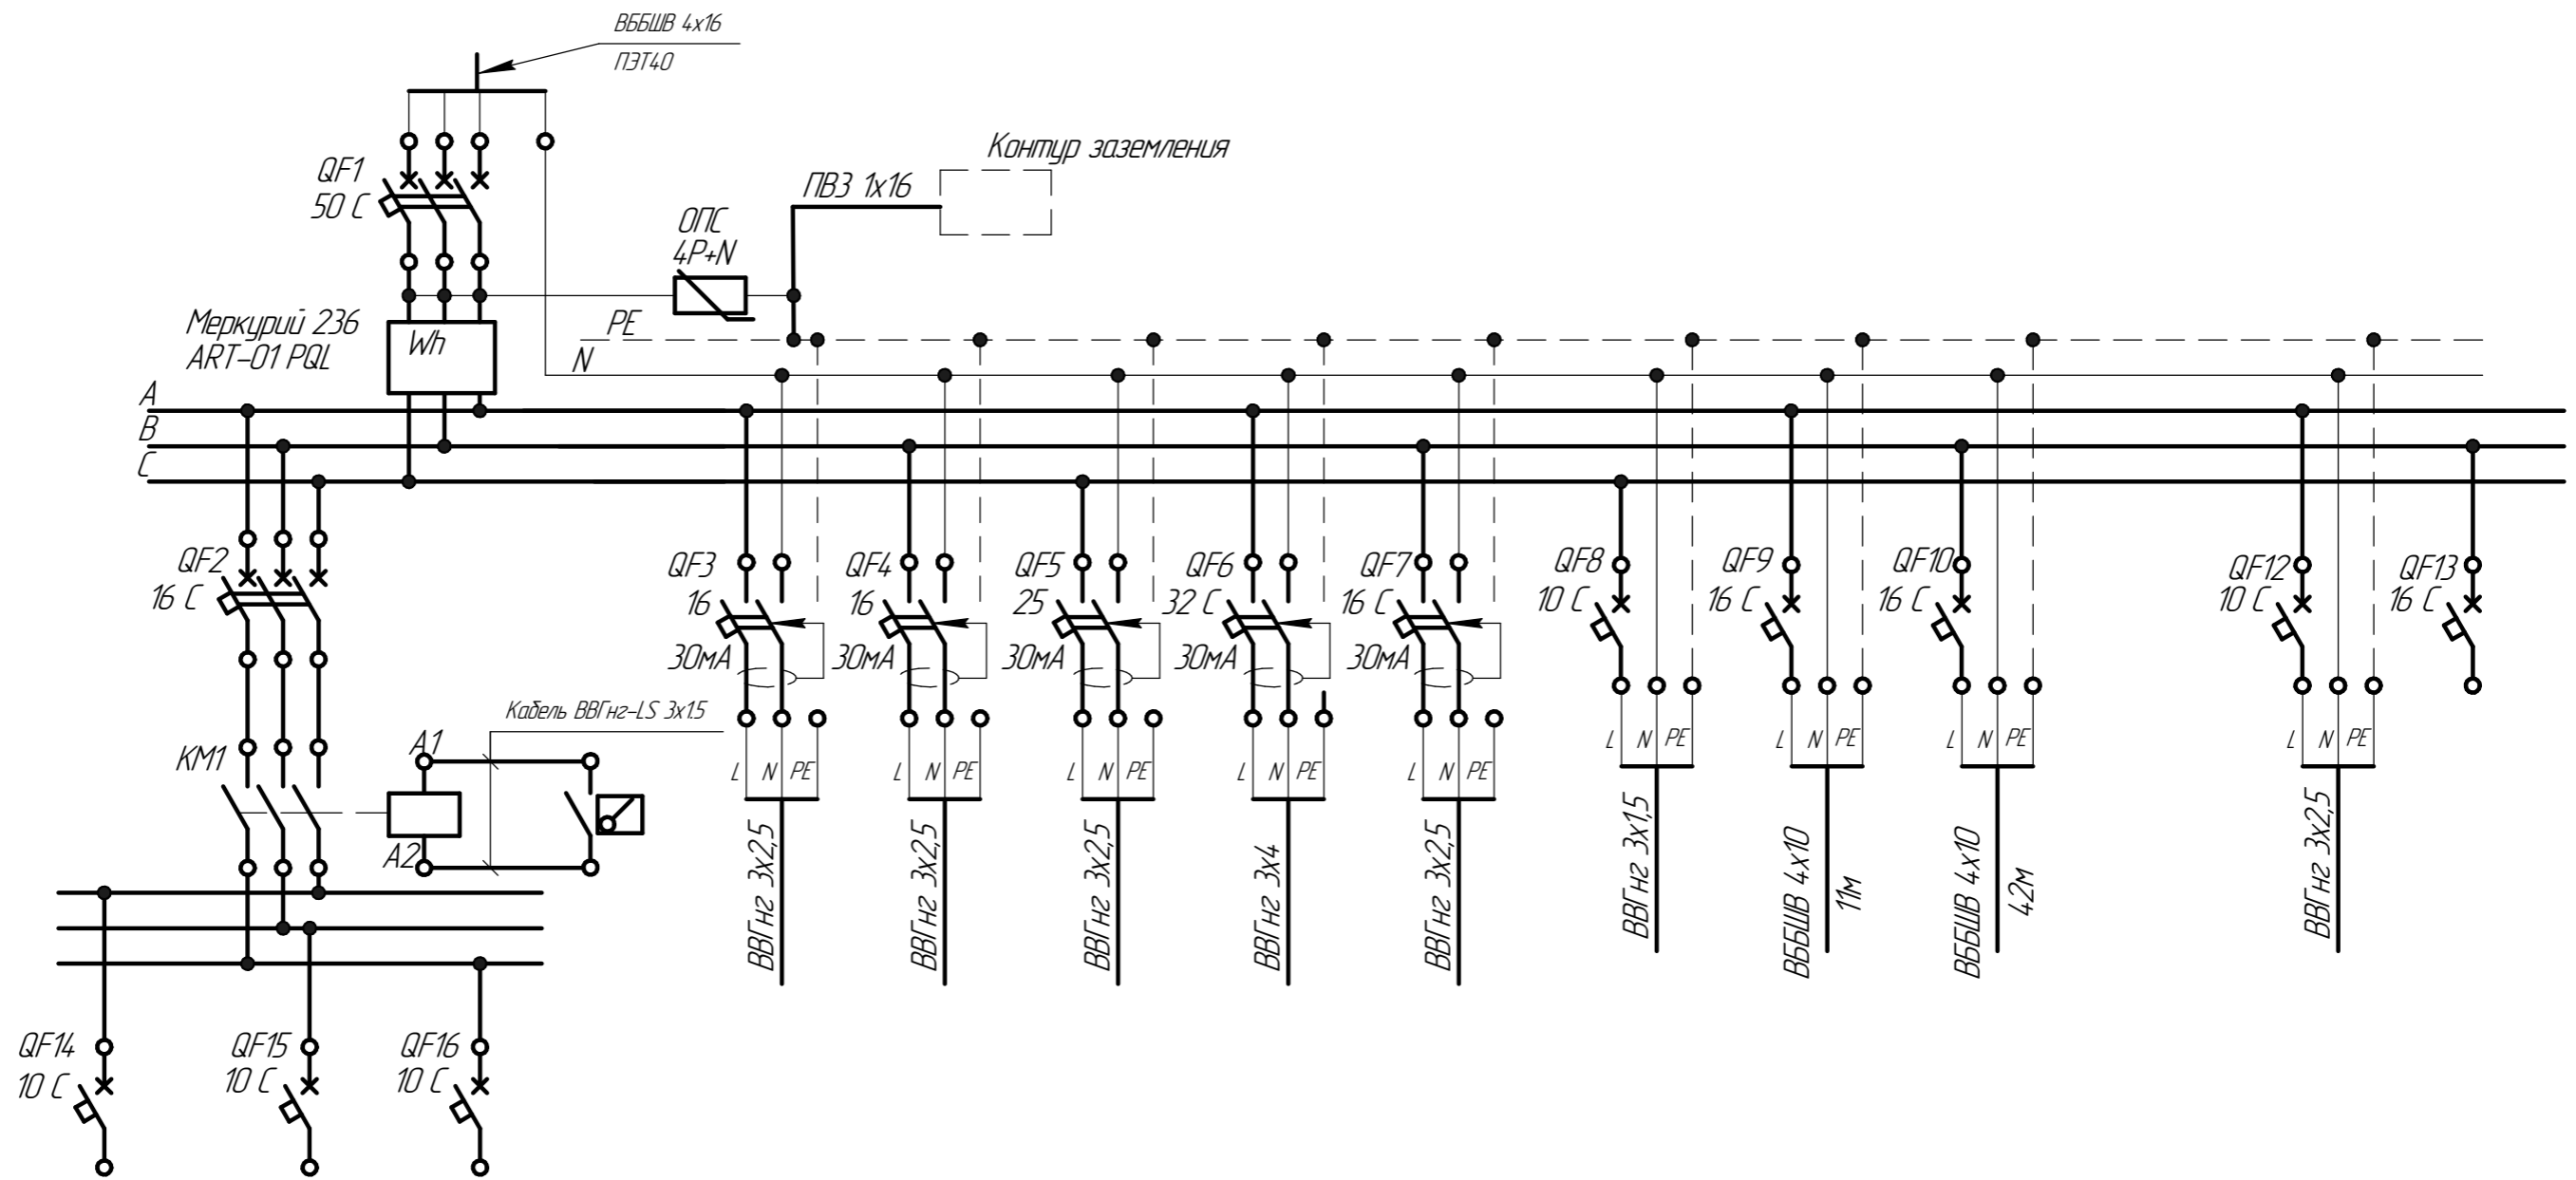 ВББШВ 4х16
ПЭТ40
QF1
50 С
Контур заземления
ПВ3 1х16
ОПС
4Р+N
Меркурий 236
ART-01 PQL
Wh
PE
N
A
B
C
QF2
16 С
QF3
16
30мА
QF4
16
30мА
QF5
25
30мА
QF6
32 С
30мА
QF7
16 С
30мА
QF8
10 С
QF9
16 С
QF10
16 С
QF12
10 С
QF13
16 С
KM1
A1
A2
Кабель ВВГнг-LS 3х1.5
L N PE
L N PE
L N PE
L N PE
L N PE
L N PE
L N PE
L N PE
L N PE
ВВГнг 3х2,5
ВВГнг 3х2,5
ВВГнг 3х2,5
ВВГнг 3х4
ВВГнг 3х2,5
ВВГнг 3х1,5
ВББШВ 4х10
11м
ВББШВ 4х10
42м
ВВГнг 3х2,5
QF14
10 С
QF15
10 С
QF16
10 С